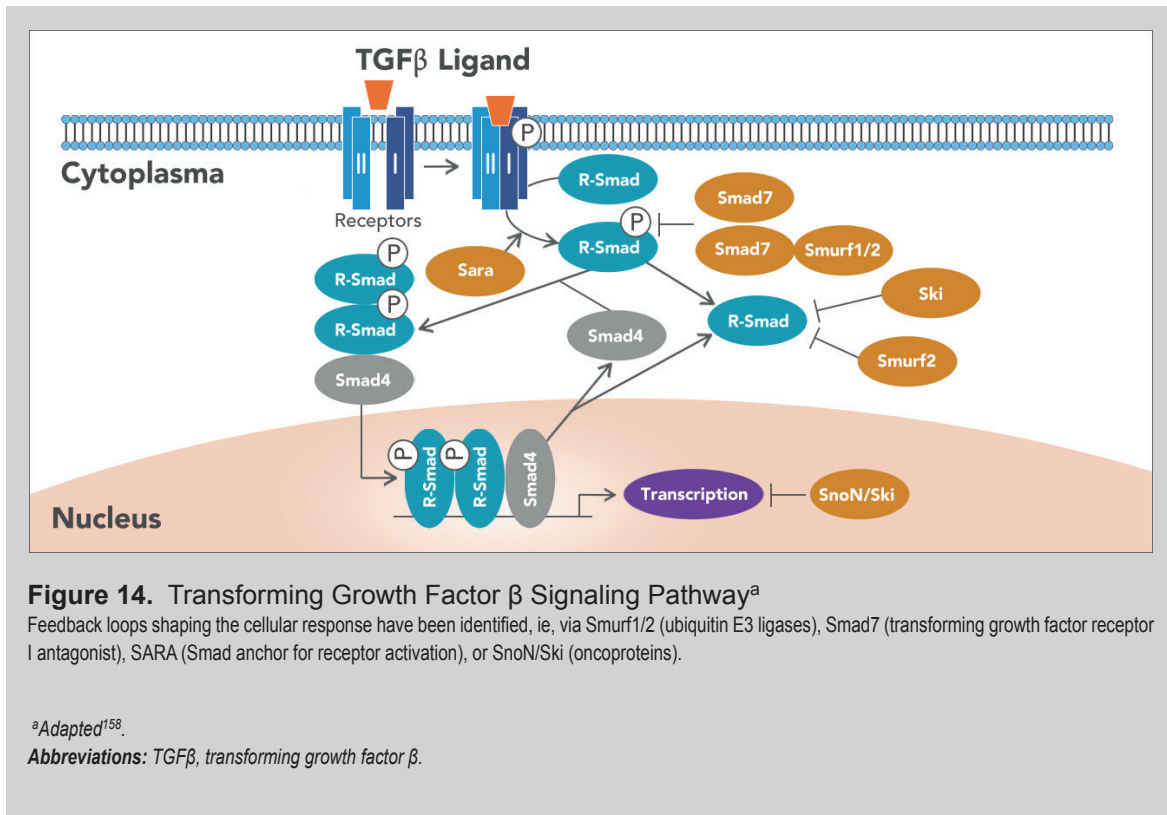 TGFβ Ligand
P
II
I
II
I
Cytoplasma
R-Smad
Smad7
Receptors
P
P
R-Smad
Smad7
Smurf1/2
R-Smad
Sara
Ski
P
R-Smad
R-Smad
Smad4
Smurf2
Smad4
P
R-Smad
P
R-Smad
Smad4
Transcription
SnoN/Ski
Nucleus
Figure 14. Transforming Growth Factor β Signaling Pathwayᵃ
Feedback loops shaping the cellular response have been identified, ie, via Smurf1/2 (ubiquitin E3 ligases), Smad7 (transforming growth factor receptor
I antagonist), SARA (Smad anchor for receptor activation), or SnoN/Ski (oncoproteins).
ᵃAdapted¹⁵⁸.
Abbreviations: TGFβ, transforming growth factor β.